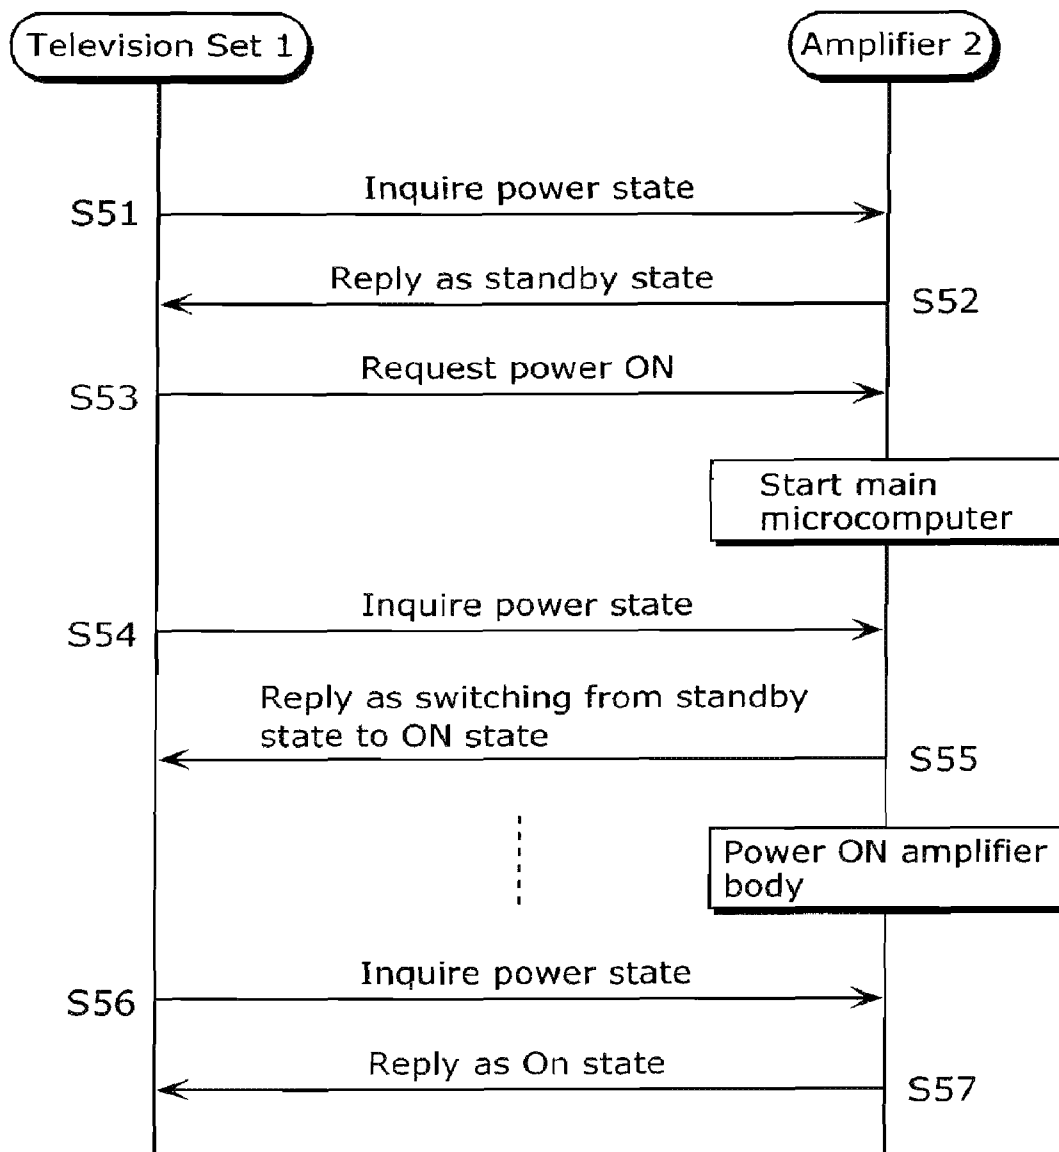 Television Set 1
Amplifier 2
Inquire power state
S51
Reply as standby state
S52
Request power ON
S53
Start main
microcomputer
Inquire power state
S54
Reply as switching from standby
state to ON state
S55
Power ON amplifier
body
Inquire power state
S56
Reply as On state
S57